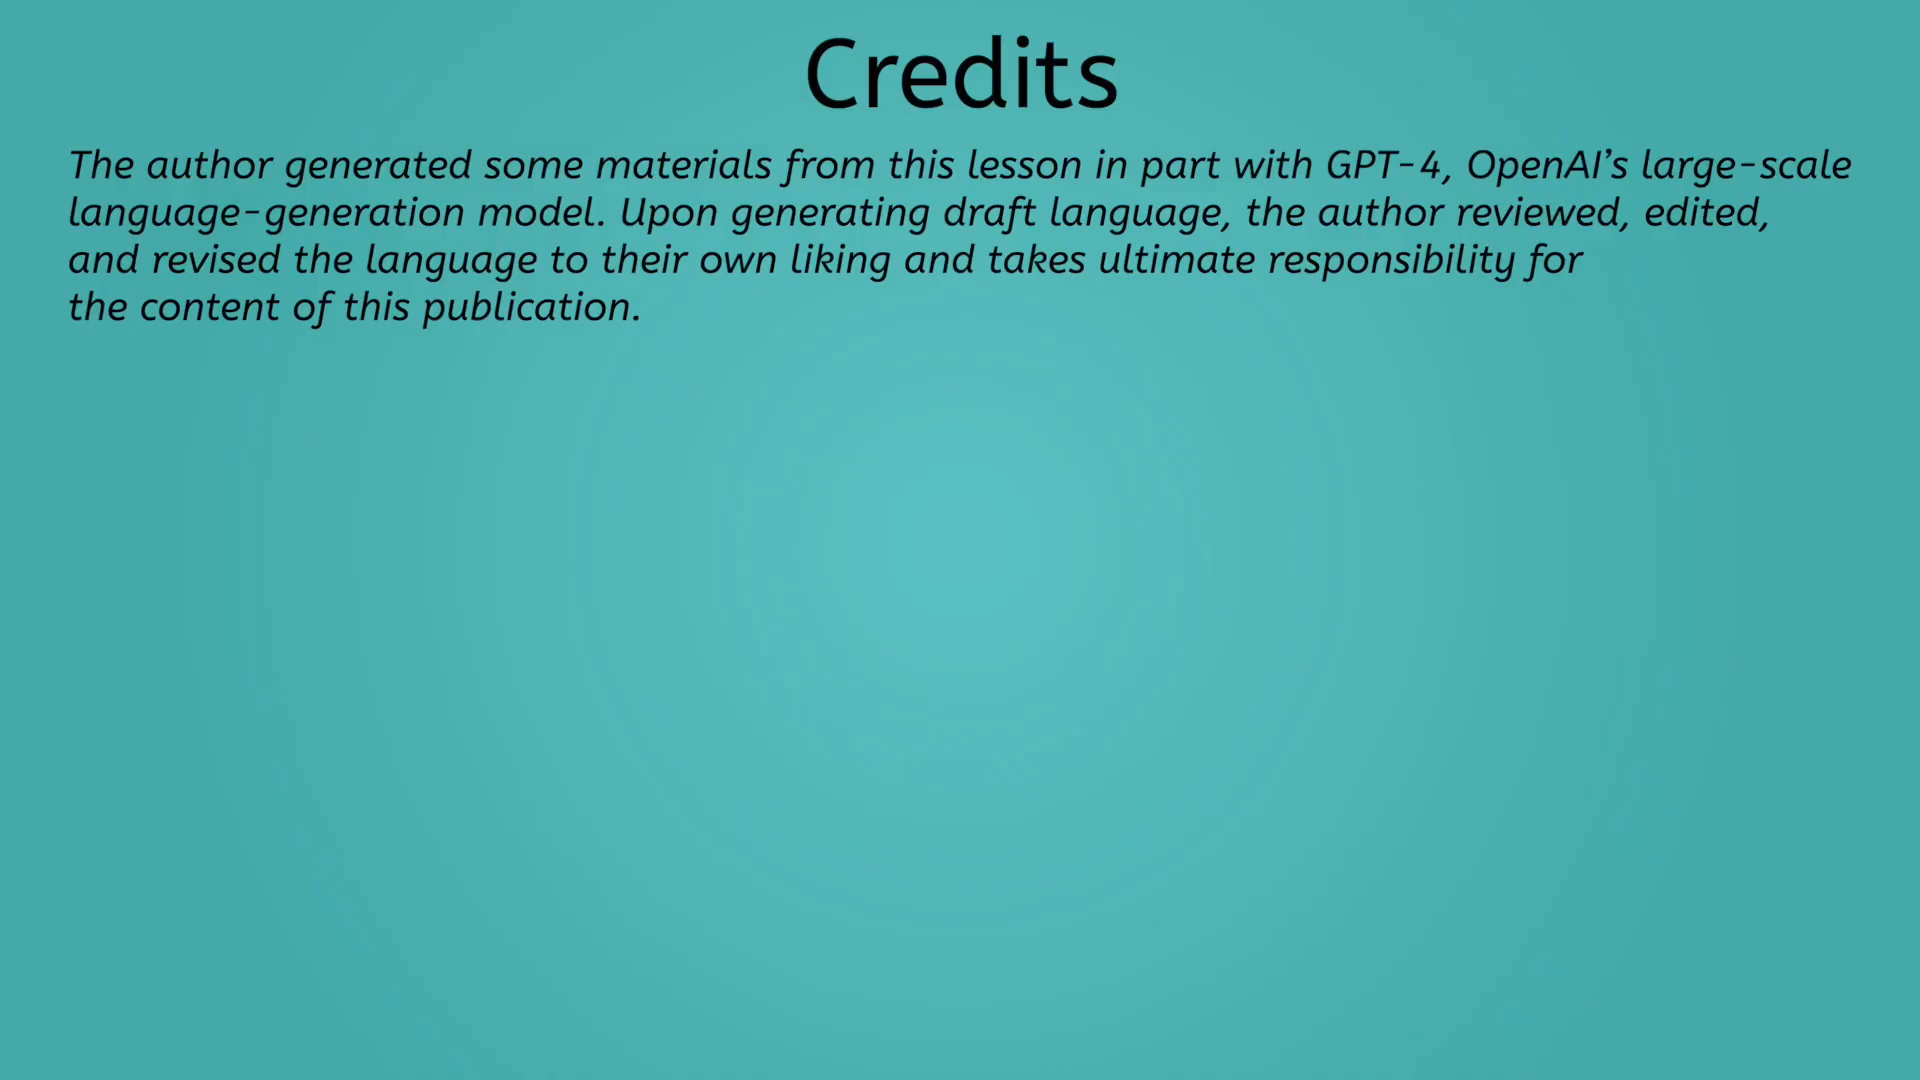 Credits
The author generated some materials from this lesson in part with GPT-4, OpenAI’s large-scale
language-generation model. Upon generating draft language, the author reviewed, edited,
and revised the language to their own liking and takes ultimate responsibility for
the content of this publication.